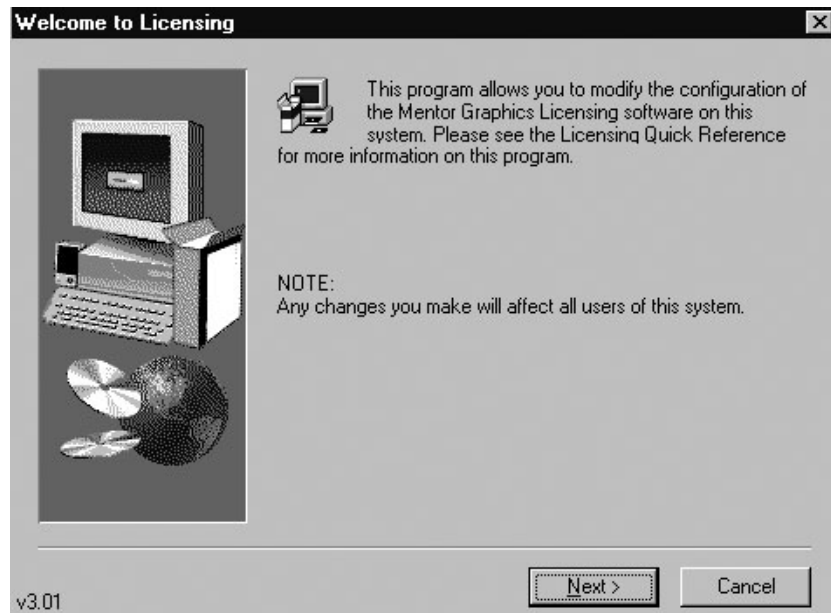 Welcome to Licensing
This program allows you to modify the configuration of
the Mentor Graphics Licensing software on this
system. Please see the Licensing Quick Reference
for more information on this program.
NOTE:
Any changes you make will affect all users of this system.
Next >
Cancel
v3.01